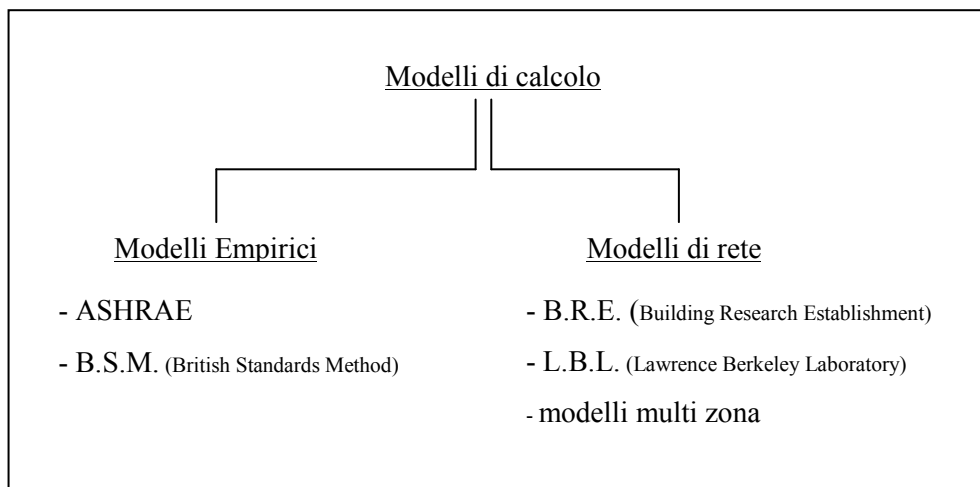 Modelli di calcolo
Modelli Empirici
- ASHRAE
- B.S.M. (British Standards Method)
Modelli di rete
- B.R.E. (Building Research Establishment)
- L.B.L. (Lawrence Berkeley Laboratory)
- modelli multi zona